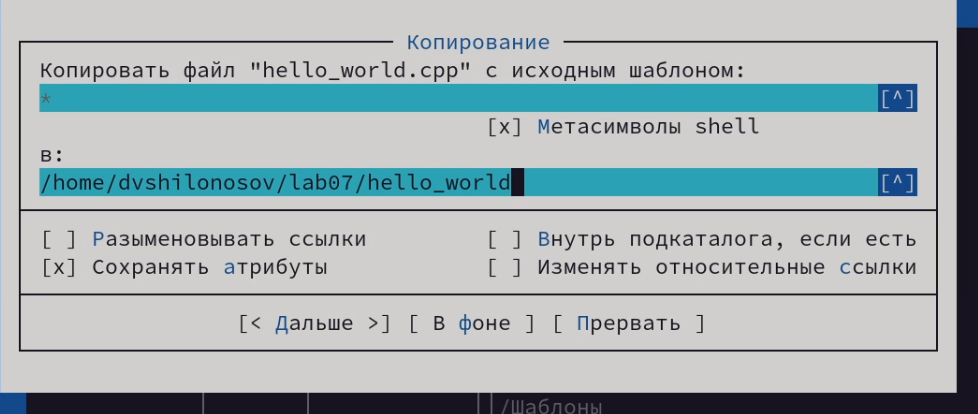 Копирование
Копировать файл "hello_world.cpp" с исходным шаблоном:
* [^]
[x] Метасимволы shell
в:
/home/dvshilonosov/lab07/hello_world [^]
[ ] Разыменовывать ссылки [ ] Внутрь подкаталога, если есть
[x] Сохранять атрибуты [ ] Изменять относительные ссылки
[< Дальше >] [ В фоне ] [ Прервать ]
/Шаблоны